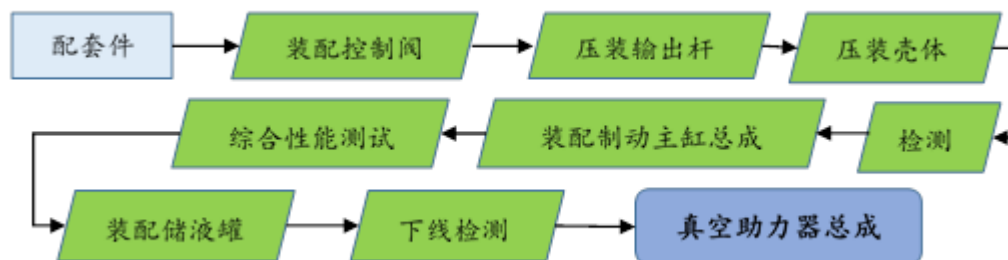 配套件
装配控制阀
压装输出杆
压装壳体
检测
装配制动主缸总成
综合性能测试
装配储液罐
下线检测
真空助力器总成